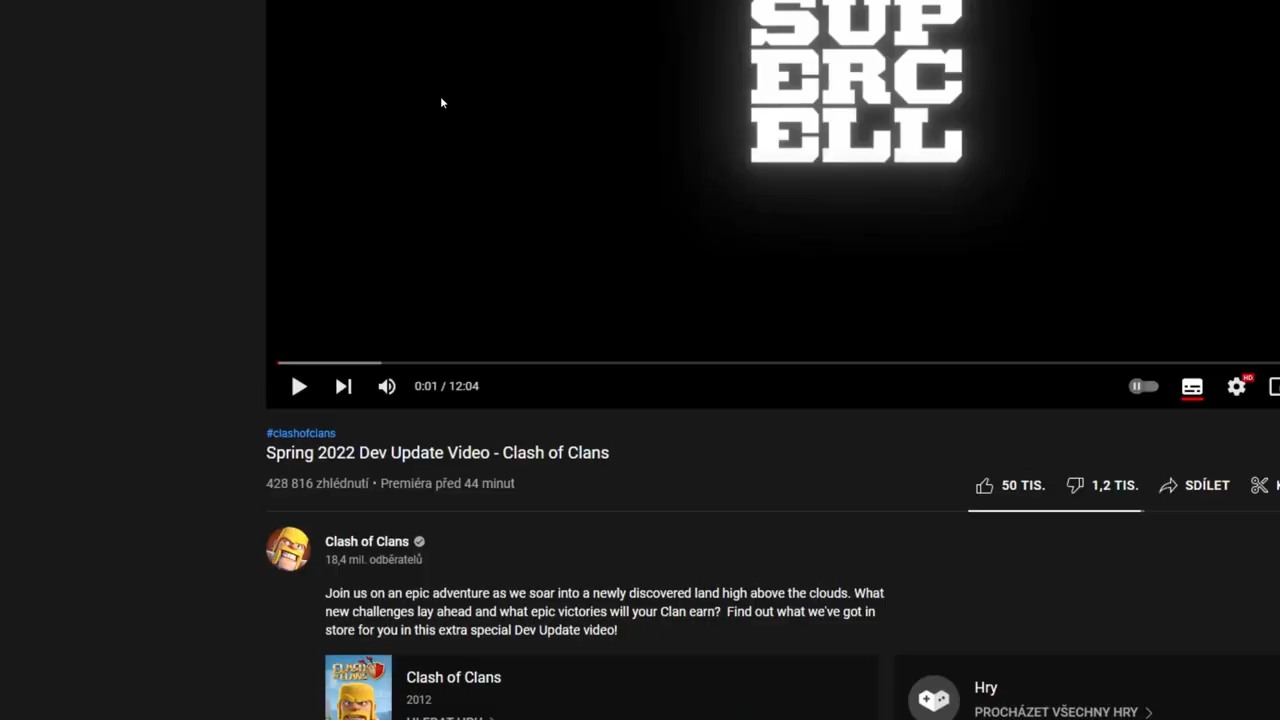 SUP
ERC
ELL
0:01 / 12:04
HD
#clashofclans
Spring 2022 Dev Update Video - Clash of Clans
428 816 zhlédnutí • Premiéra před 44 minut
50 TIS. 1,2 TIS. SDÍLET
Clash of Clans
18,4 mil. odběratelů
Join us on an epic adventure as we soar into a newly discovered land high above the clouds. What
new challenges lay ahead and what epic victories will your Clan earn? Find out what we've got in
store for you in this extra special Dev Update video!
Clash of Clans
2012
Hry
PROCHÁZET VŠECHNY HRY